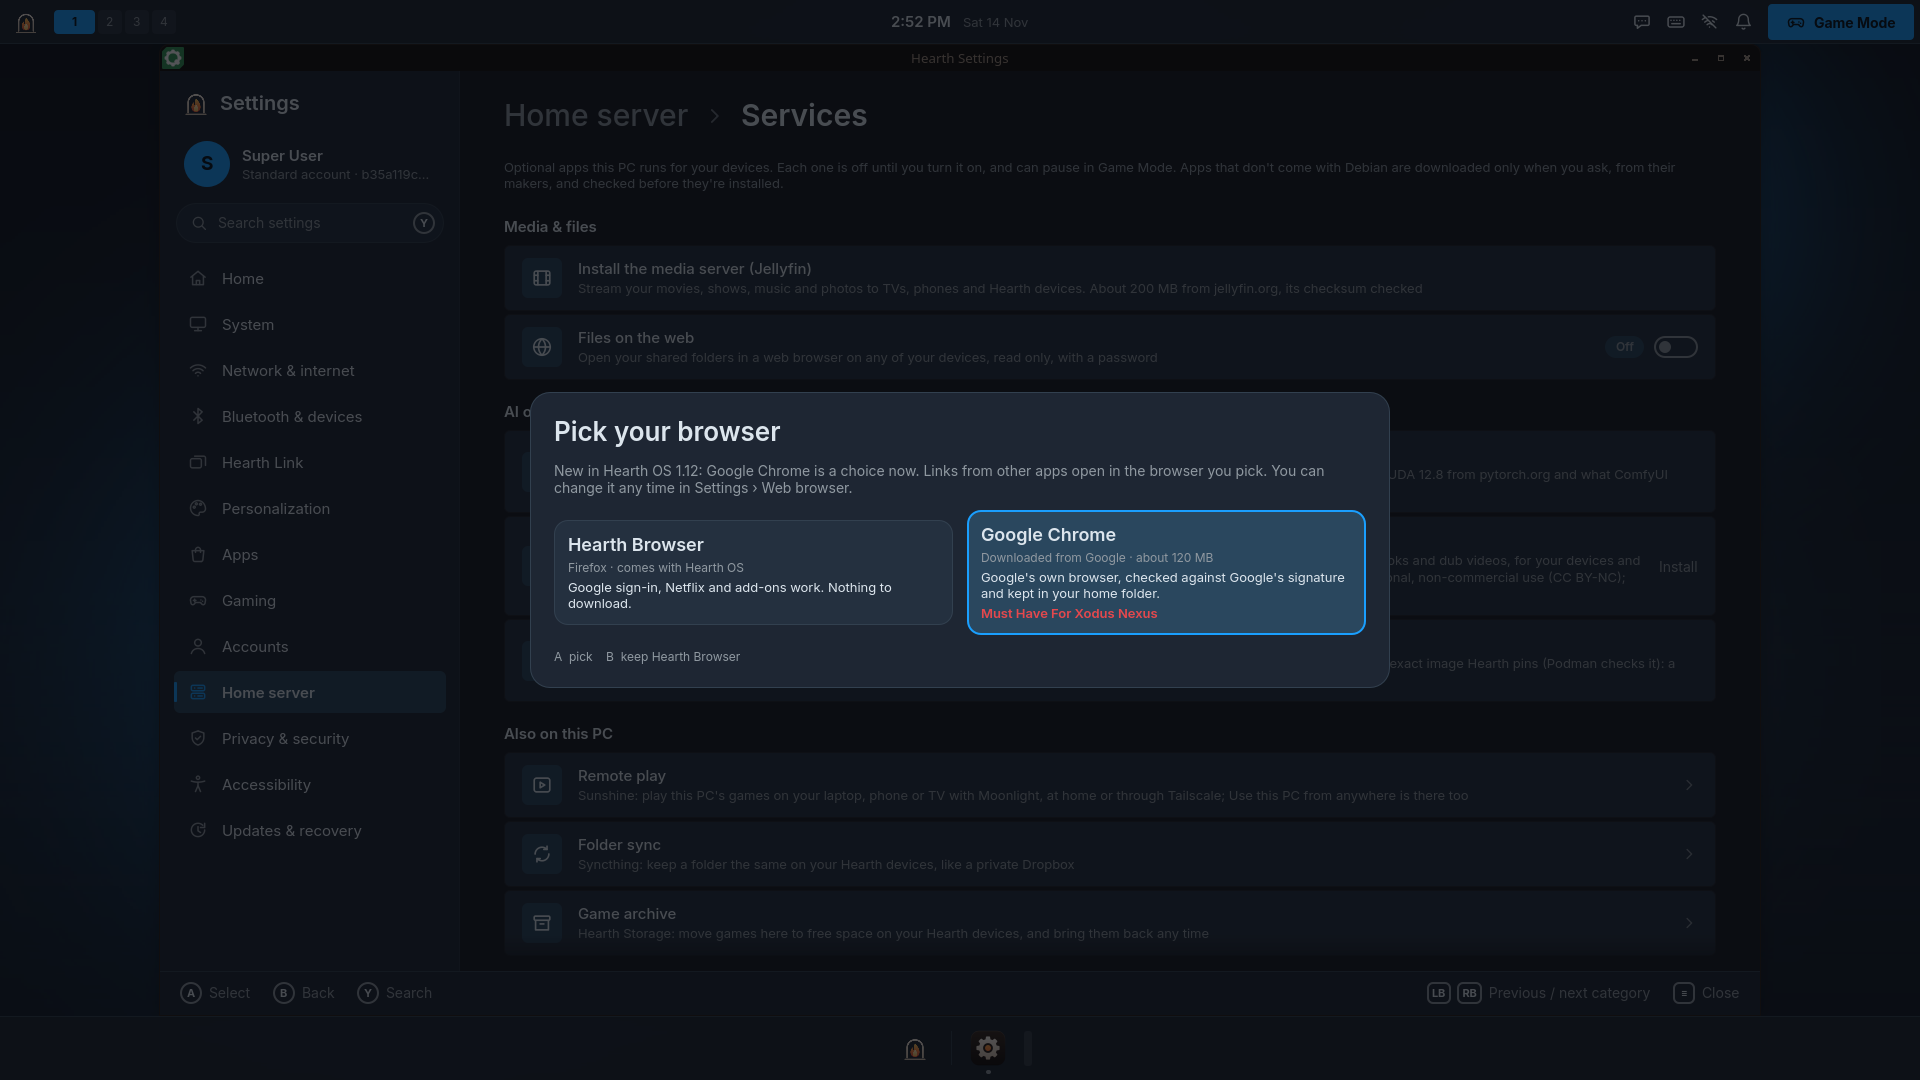 1 2 3 4
2:52 PM Sat 14 Nov
Game Mode
Hearth Settings
Settings
S
Super User
Standard account · b35a119c...
Search settings
Y
Home
System
Network & internet
Bluetooth & devices
Hearth Link
Personalization
Apps
Gaming
Accounts
Home server
Privacy & security
Accessibility
Updates & recovery
Home server › Services
Optional apps this PC runs for your devices. Each one is off until you turn it on, and can pause in Game Mode. Apps that don't come with Debian are downloaded only when you ask, from their
makers, and checked before they're installed.
Media & files
Install the media server (Jellyfin)
Stream your movies, shows, music and photos to TVs, phones and Hearth devices. About 200 MB from jellyfin.org, its checksum checked
Files on the web
Open your shared folders in a web browser on any of your devices, read only, with a password
Off
AI
12.8 from pytorch.org and what ComfyUI
and dub videos, for your devices and
non-commercial use (CC BY-NC);
Install
exact image Hearth pins (Podman checks it): a
Pick your browser
New in Hearth OS 1.12: Google Chrome is a choice now. Links from other apps open in the browser you pick. You can
change it any time in Settings › Web browser.
Hearth Browser
Firefox · comes with Hearth OS
Google sign-in, Netflix and add-ons work. Nothing to
download.
Google Chrome
Downloaded from Google · about 120 MB
Google's own browser, checked against Google's signature
and kept in your home folder.
Must Have For Xodus Nexus
A pick B keep Hearth Browser
Also on this PC
Remote play
Sunshine: play this PC's games on your laptop, phone or TV with Moonlight, at home or through Tailscale; Use this PC from anywhere is there too
Folder sync
Syncthing: keep a folder the same on your Hearth devices, like a private Dropbox
Game archive
Hearth Storage: move games here to free space on your Hearth devices, and bring them back any time
A Select B Back Y Search
LB RB Previous / next category ≡ Close